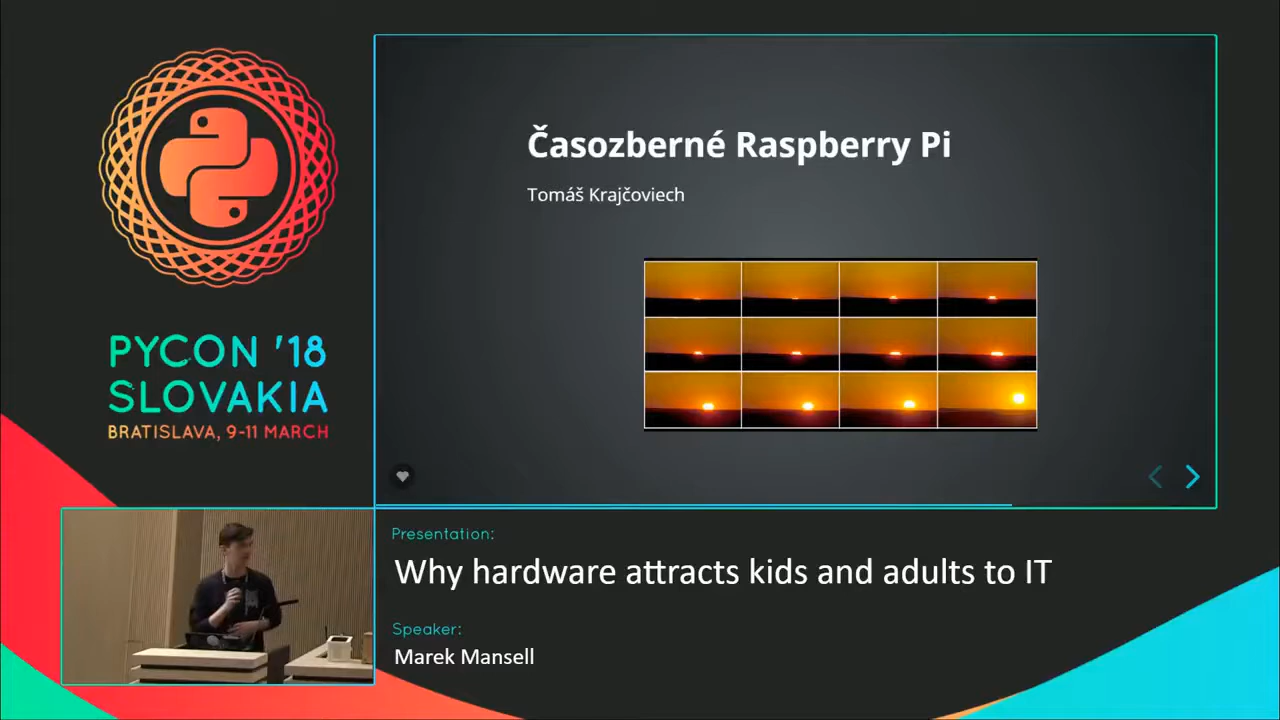 PYCON '18
SLOVAKIA
BRATISLAVA, 9-11 MARCH
Časozberné Raspberry Pi
Tomáš Krajčoviech
Presentation:
Why hardware attracts kids and adults to IT
Speaker:
Marek Mansell